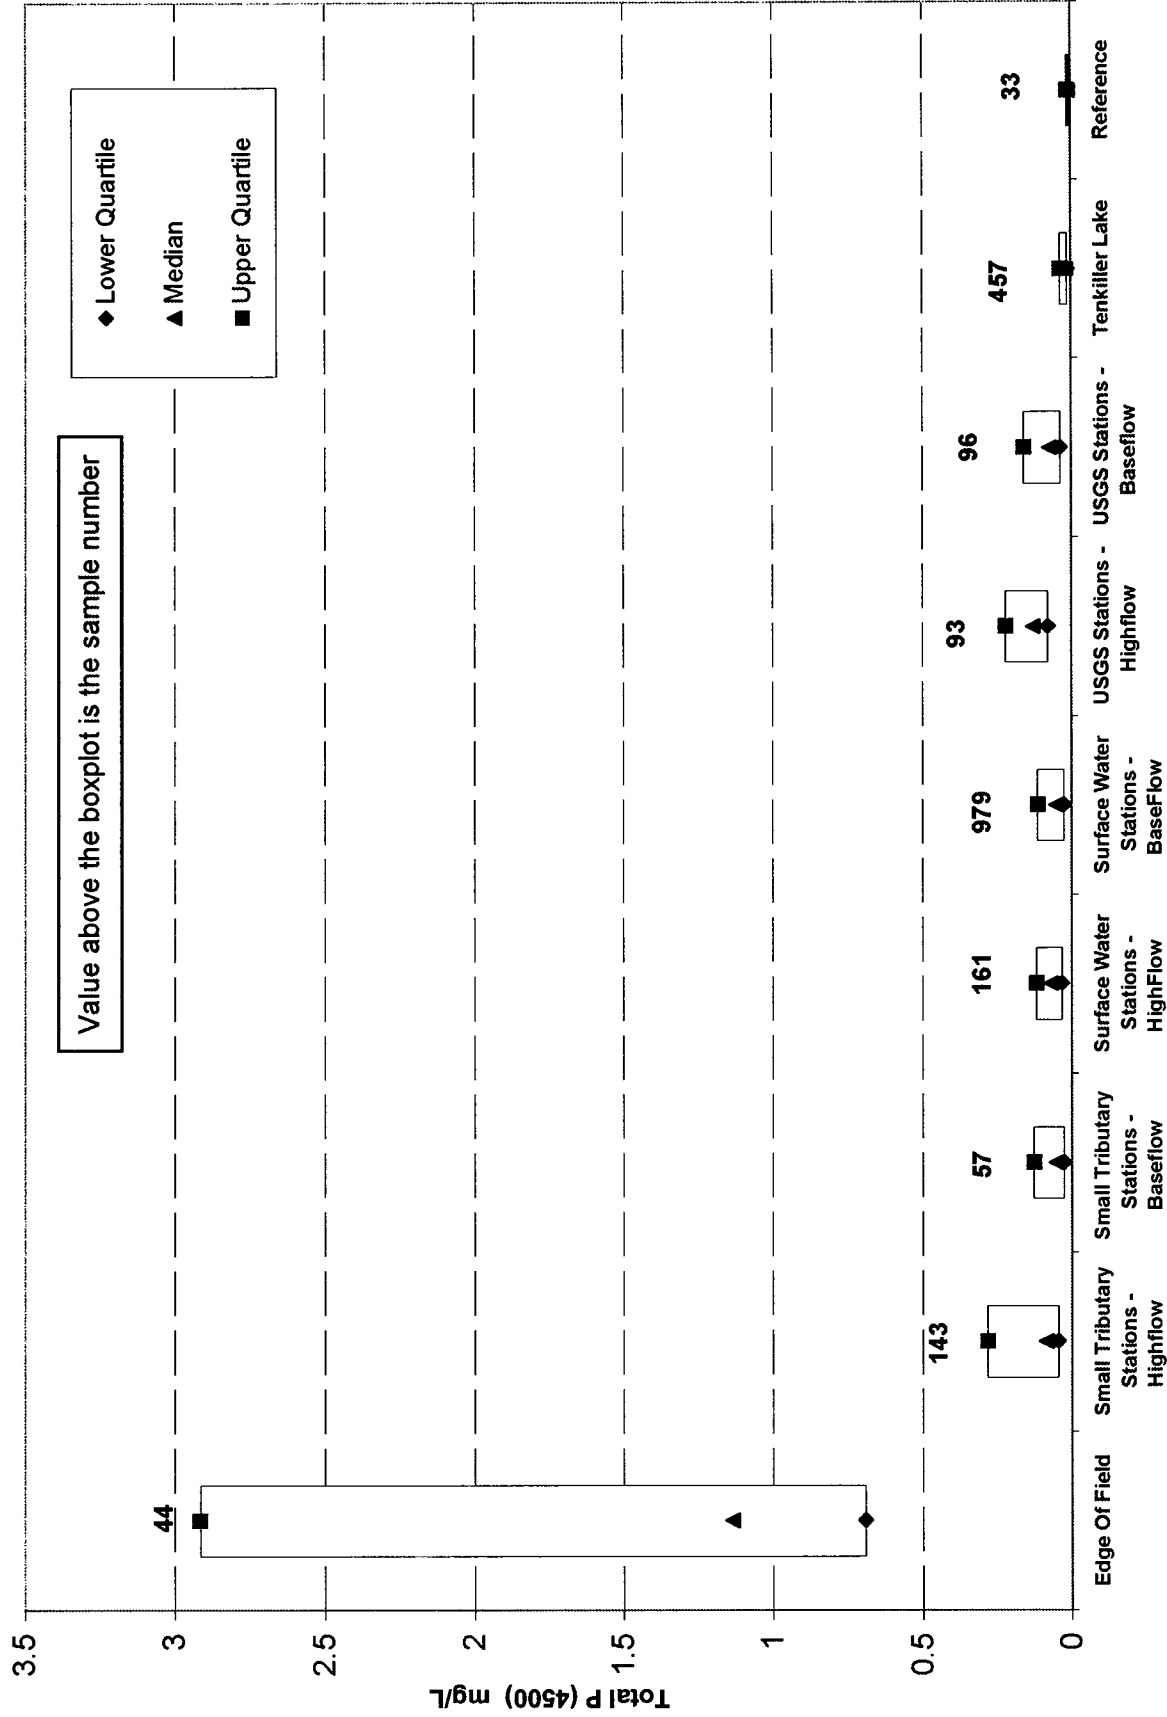 Value above the boxplot is the sample number
Lower Quartile
Median
Upper Quartile
3.5
3
2.5
2
1.5
1
0.5
0
Total P (4500) mg/L
44
143
57
161
979
93
96
457
33
Edge Of Field
Small Tributary
Stations -
Highflow
Small Tributary
Stations -
Baseflow
Surface Water
Stations -
HighFlow
Surface Water
Stations -
BaseFlow
USGS Stations -
Highflow
USGS Stations -
Baseflow
Tenkiller Lake
Reference